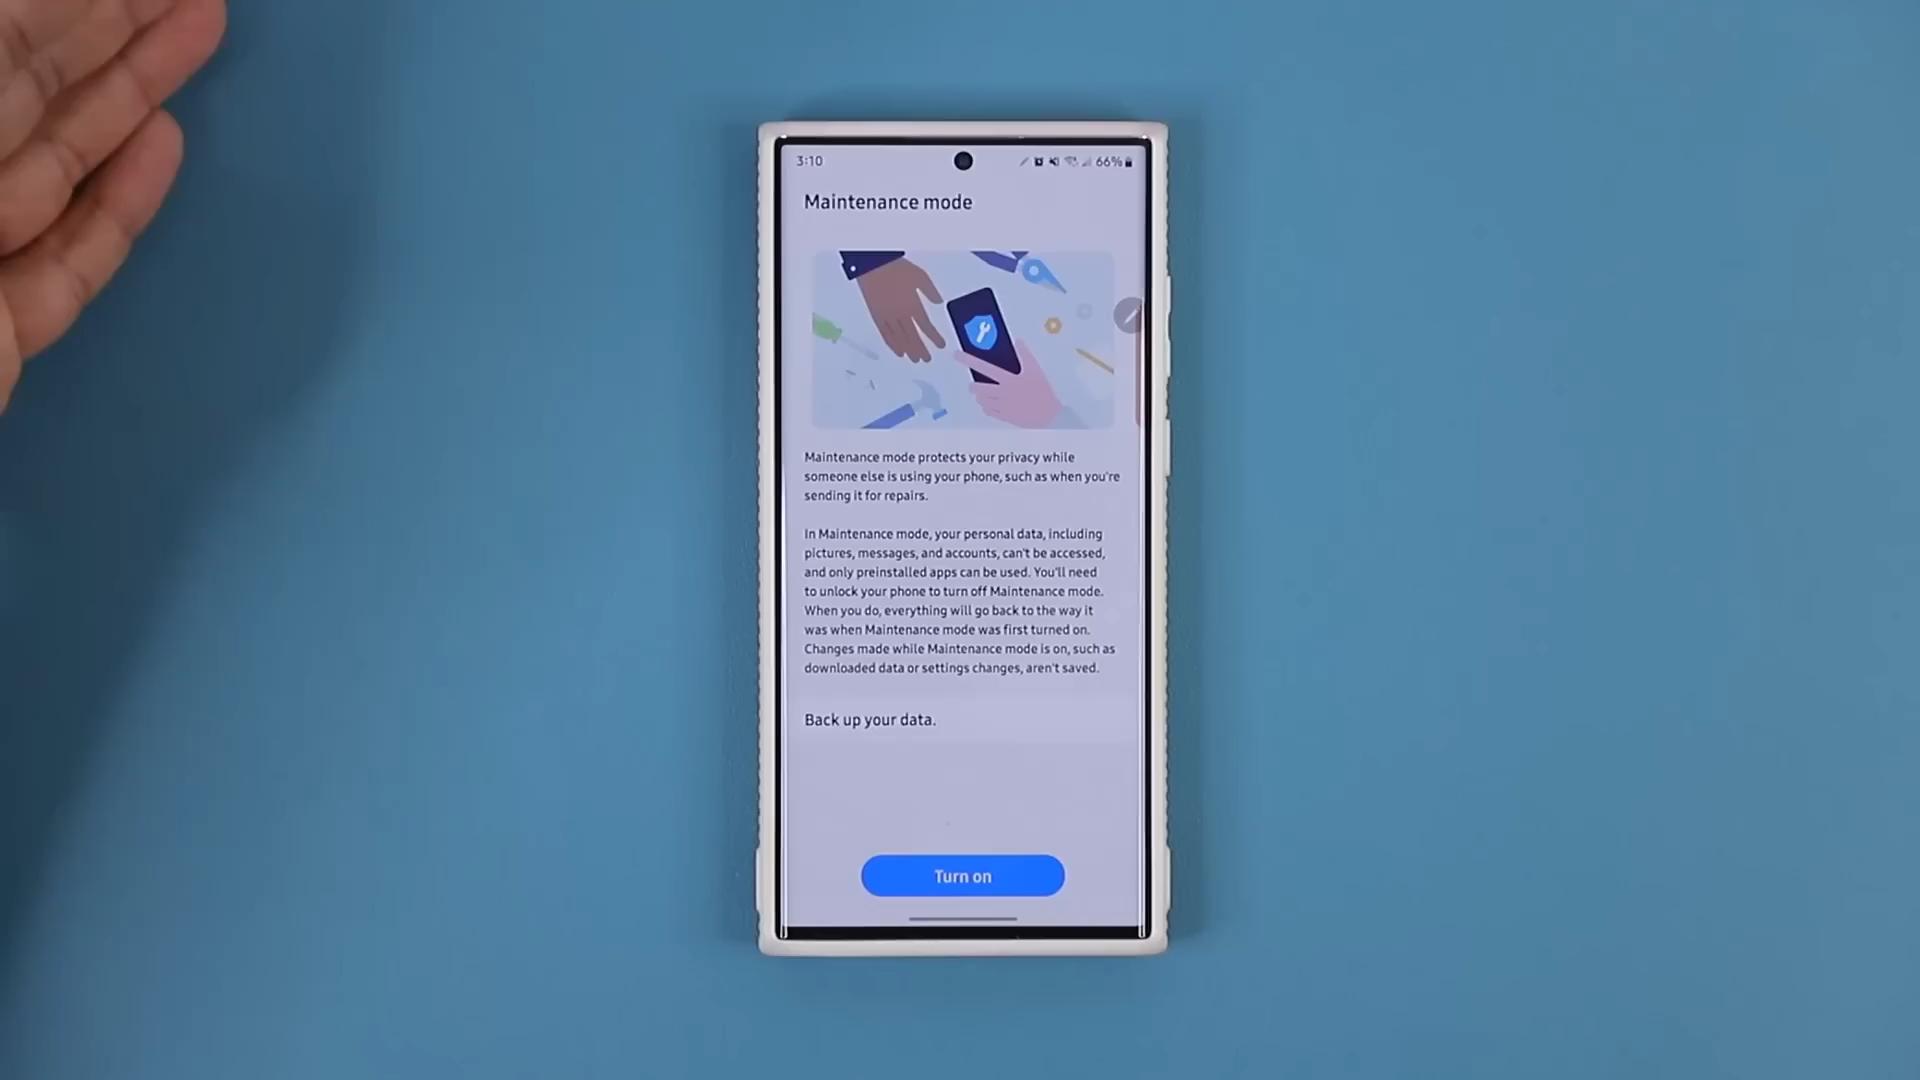 3:10
66%
Maintenance mode
Maintenance mode protects your privacy while
someone else is using your phone, such as when you're
sending it for repairs.
In Maintenance mode, your personal data, including
pictures, messages, and accounts, can't be accessed,
and only preinstalled apps can be used. You'll need
to unlock your phone to turn off Maintenance mode.
When you do, everything will go back to the way it
was when Maintenance mode was first turned on.
Changes made while Maintenance mode is on, such as
downloaded data or settings changes, aren't saved.
Back up your data.
Turn on